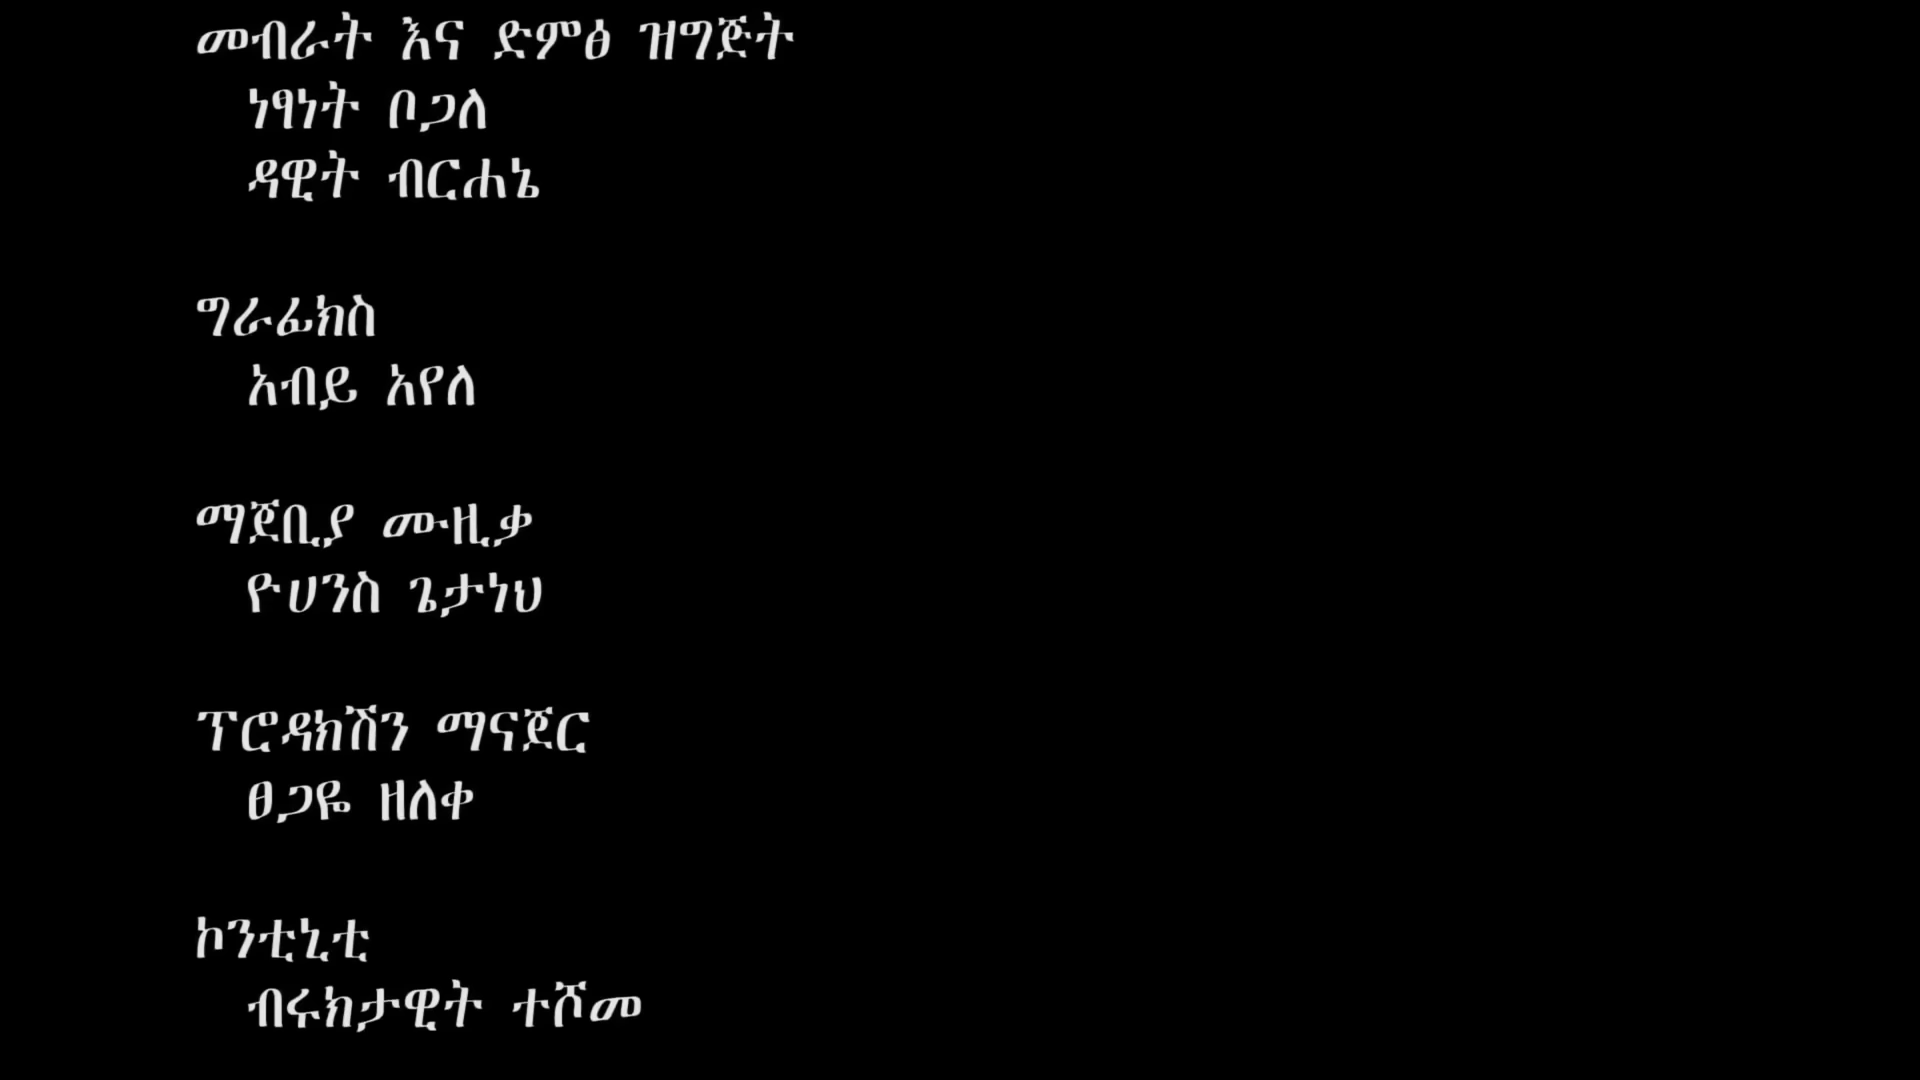 መብራት እና ድምፅ ዝግጅት
ነፃነት ቦጋለ
ዳዊት ብርሐኔ
ግራፊክስ
አብይ አየለ
ማጀቢያ ሙዚቃ
ዮሀንስ ጌታነህ
ፕሮዳክሽን ማናጀር
ፀጋዬ ዘለቀ
ኮንቲኒቲ
ብሩክታዊት ተሾመ